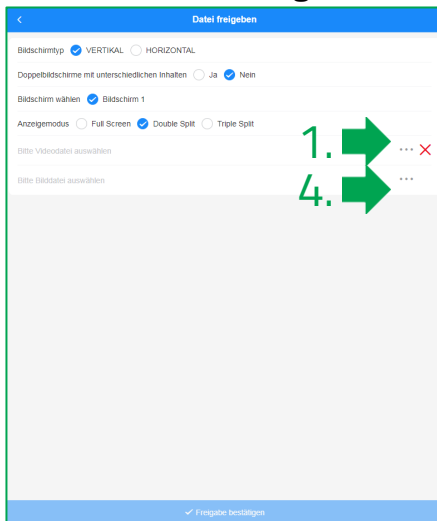 Datei freigeben
Bildschirmtyp VERTIKAL HORIZONTAL
Doppelbildschirme mit unterschiedlichen Inhalten Ja Nein
Bildschirm wählen Bildschirm 1
Anzeigemodus Full Screen Double Split Triple Split
1.
Bitte Videodatei auswählen
4.
Bitte Bilddatei auswählen
Freigabe bestätigen